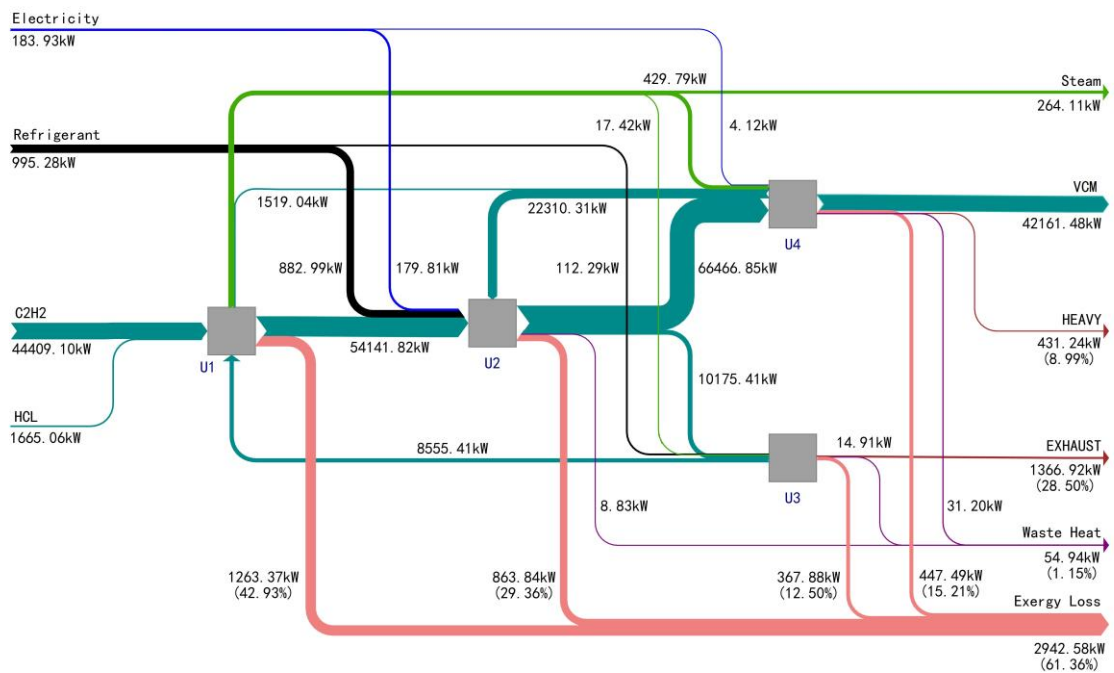 Electricity
183.93kW
429.79kW
Steam
264.11kW
17.42kW
4.12kW
Refrigerant
995.28kW
1519.04kW
22310.31kW
VCM
42161.48kW
U4
882.99kW
179.81kW
112.29kW
66466.85kW
C2H2
44409.10kW
54141.82kW
U1
U2
HEAVY
431.24kW
(8.99%)
10175.41kW
HCL
1665.06kW
8555.41kW
14.91kW
EXHAUST
1366.92kW
(28.50%)
U3
8.83kW
31.20kW
Waste Heat
54.94kW
(1.15%)
1263.37kW
(42.93%)
863.84kW
(29.36%)
367.88kW
(12.50%)
447.49kW
(15.21%)
Exergy Loss
2942.58kW
(61.36%)